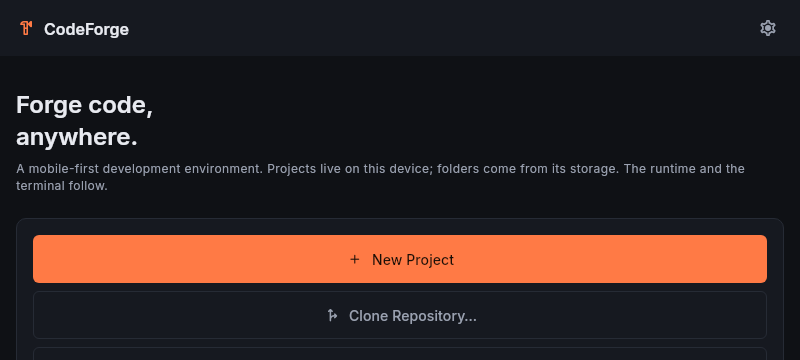 CodeForge
Forge code,
anywhere.
A mobile-first development environment. Projects live on this device; folders come from its storage. The runtime and the
terminal follow.
+ New Project
Clone Repository...